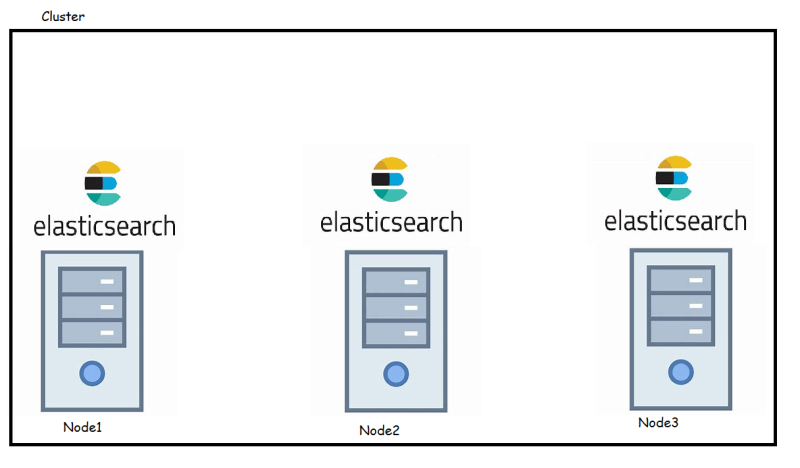 Cluster
elasticsearch
elasticsearch
elasticsearch
Node1
Node2
Node3